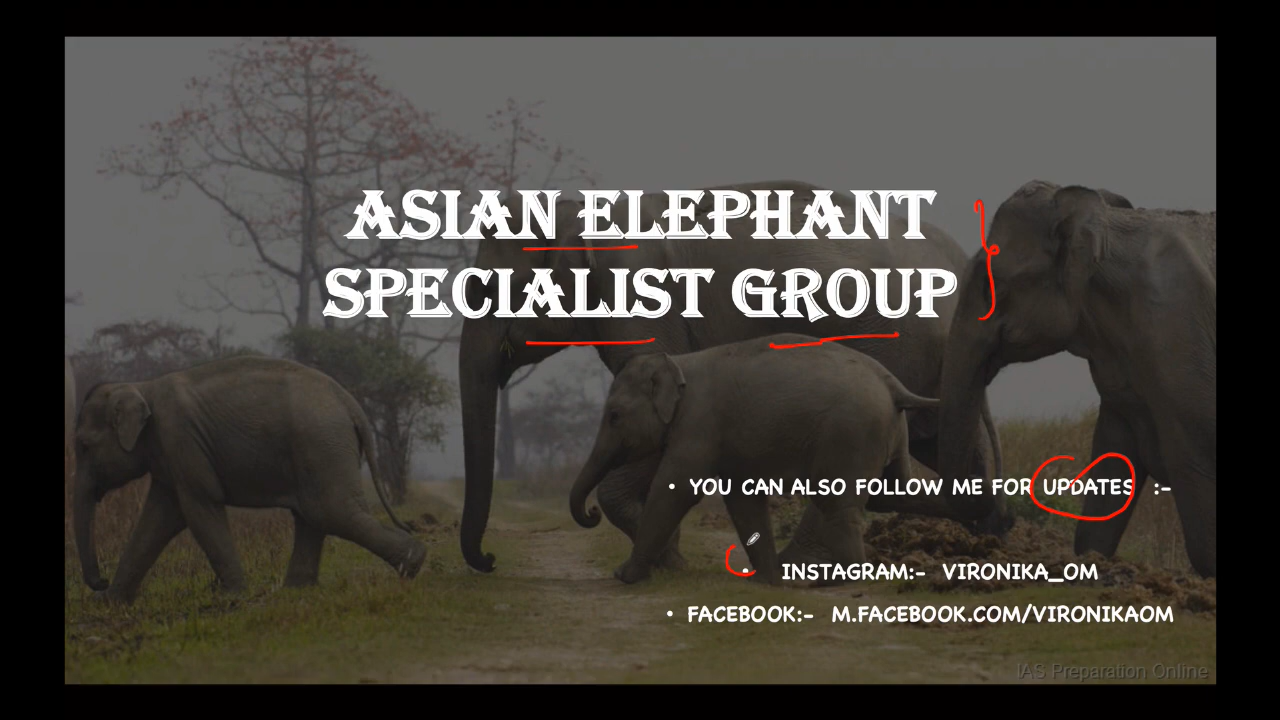 ASIAN ELEPHANT
SPECIALIST GROUP
• YOU CAN ALSO FOLLOW ME FOR UPDATES :-
• INSTAGRAM:- VIRONIKA_OM
• FACEBOOK:- M.FACEBOOK.COM/VIRONIKAOM
IAS Preparation Online